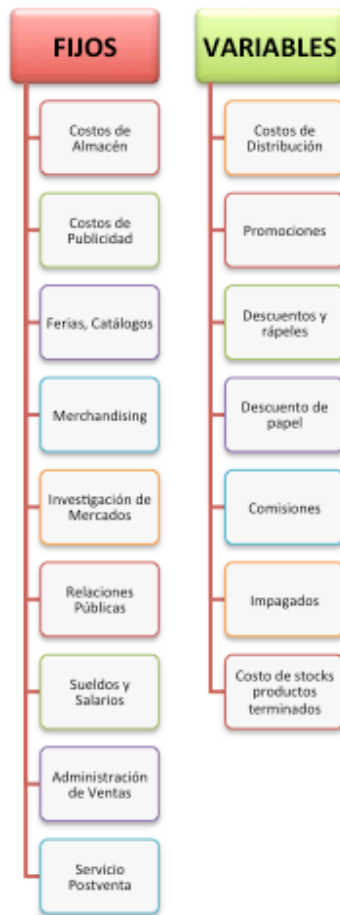 FIJOS
Costos de
Almacén
Costos de
Publicidad
Ferias, Catálogos
Merchandising
Investigación de
Mercados
Relaciones
Públicas
Sueldos y
Salarios
Administración
de Ventas
Servicio
Postventa
VARIABLES
Costos de
Distribución
Promociones
Descuentos y
rápeles
Descuento de
papel
Comisiones
Impagados
Costo de stocks
productos
terminados